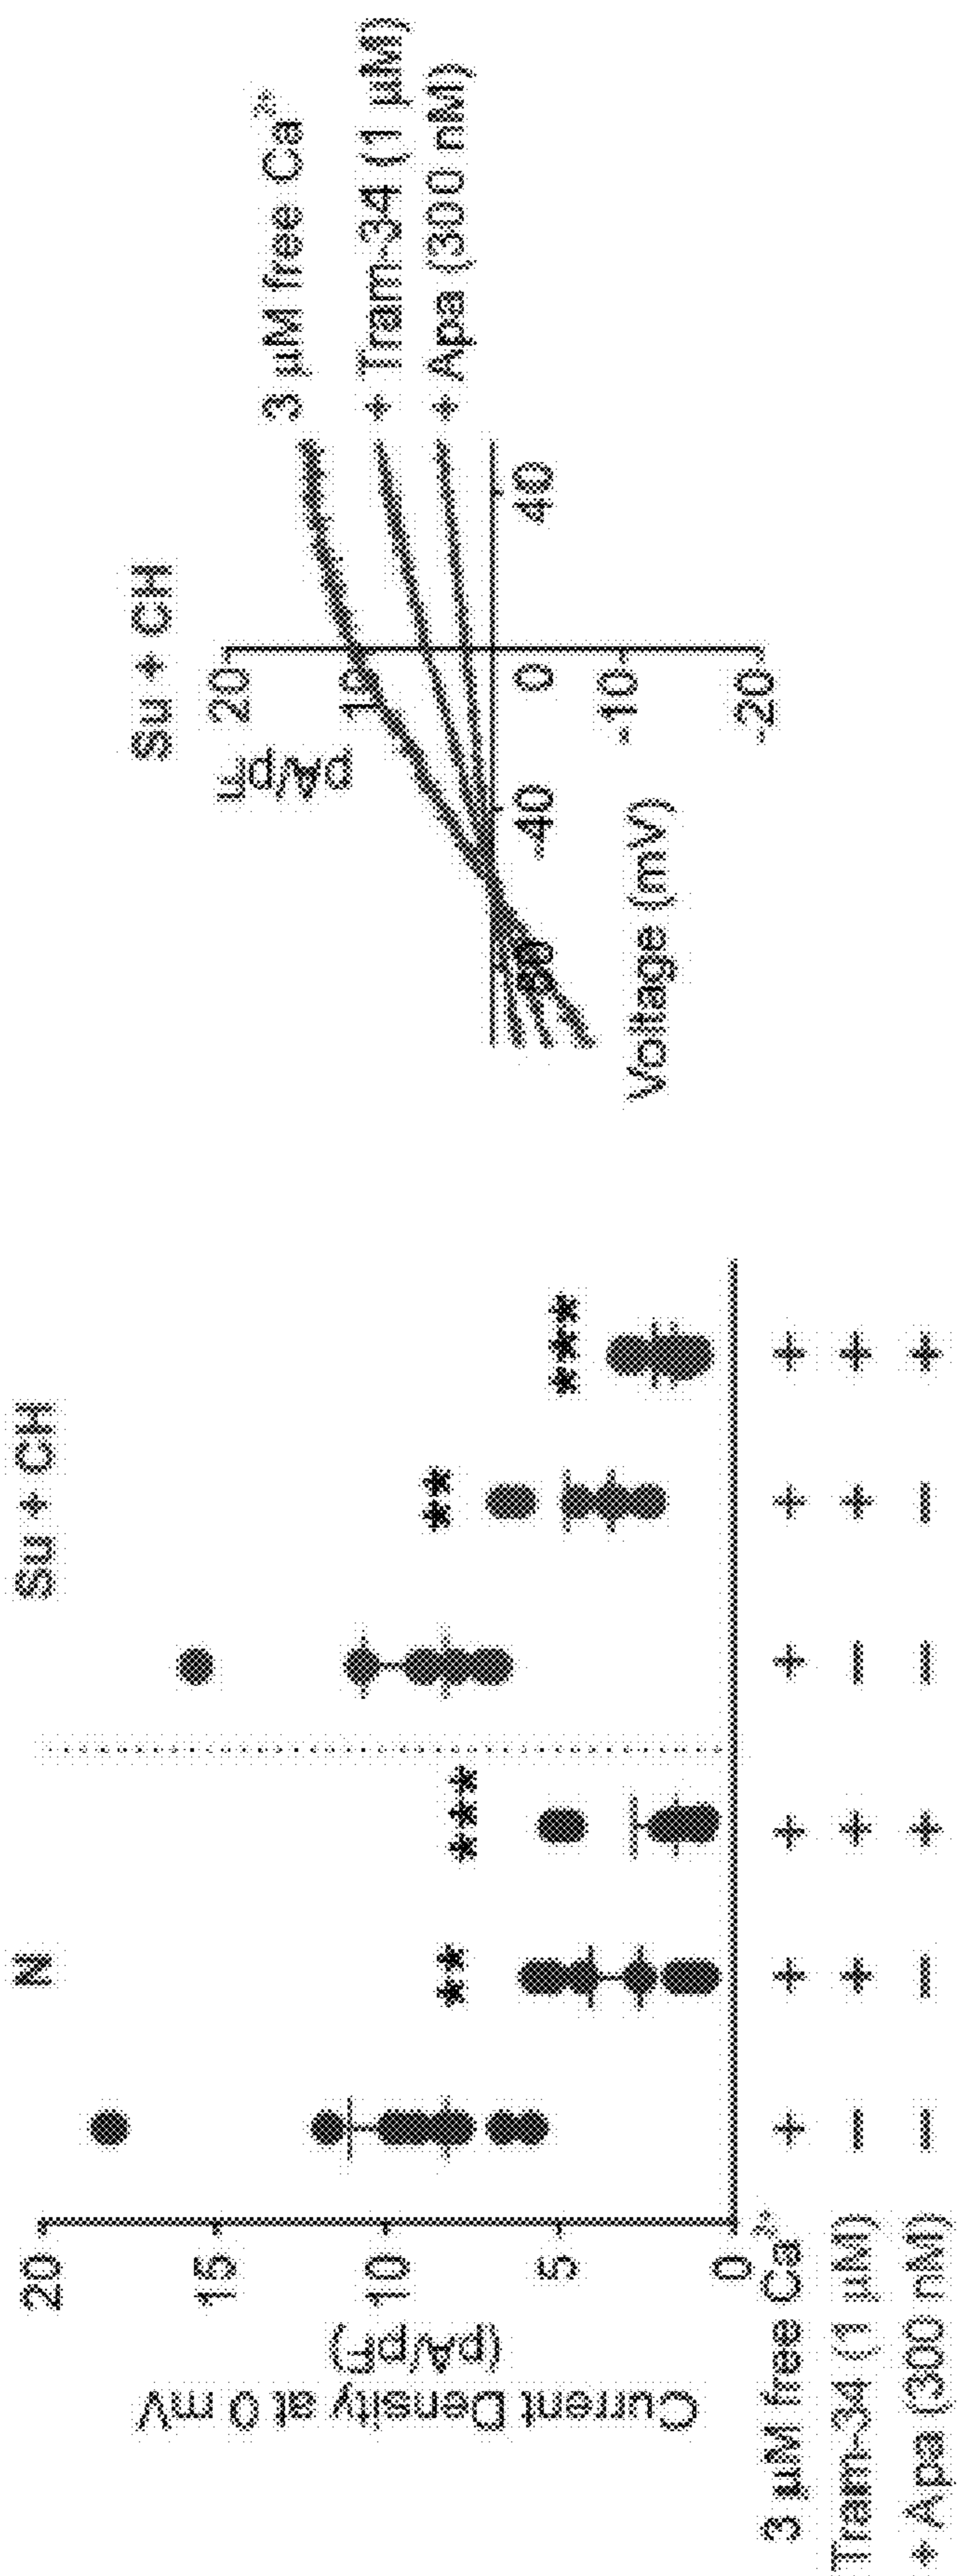 N
Su + CH
** *** ** ***
20
15
10
5
0
Current Density at 0 mV
(pA/pF)
3 µM free Ca²⁺ + + + + + +
Tram-34 (1 µM) − + + − + +
+ Apa (300 nM) − − + − − +
Su + CH
pA/pF
20
10
0
-10
-20
-40
40
Voltage (mV)
3 µM free Ca²⁺
+ Tram-34 (1 µM)
+ Apa (300 nM)